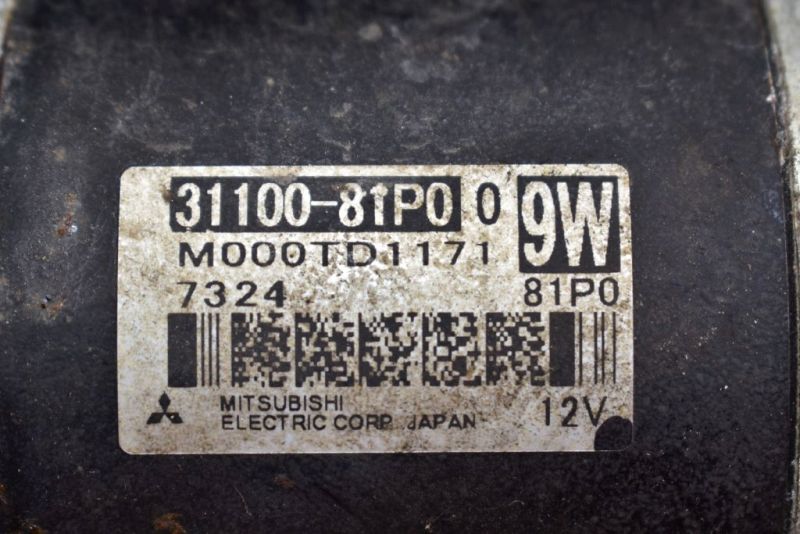 31100-81P0 0 9W
M000TD1171
7324 81P0
MITSUBISHI
ELECTRIC CORP. JAPAN 12V